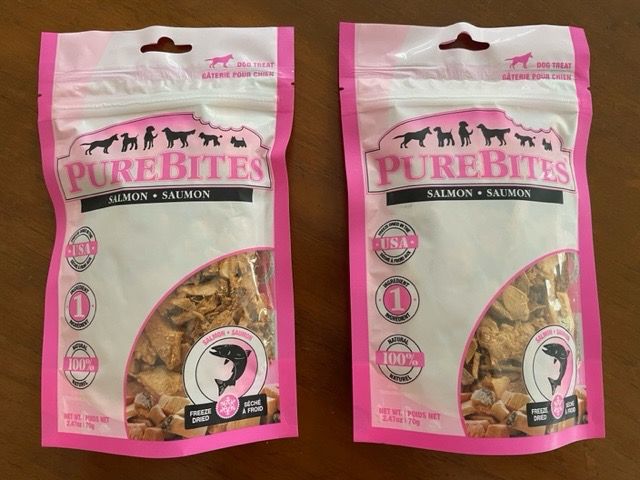 DOG TREAT
GÂTERIE POUR CHIEN
PUREBITES
SALMON • SAUMON
USA
INGREDIENT
1
INGRÉDIENT
NATURAL
100%
NATUREL
SALMON • SAUMON
FREEZE DRIED
SÉCHÉ À FROID
NET WT. | POIDS NET
2.47oz | 70g
DOG TREAT
GÂTERIE POUR CHIEN
PUREBITES
SALMON • SAUMON
USA
INGREDIENT
1
INGRÉDIENT
NATURAL
100%
NATUREL
SALMON • SAUMON
FREEZE DRIED
SÉCHÉ À FROID
NET WT. | POIDS NET
2.47oz | 70g